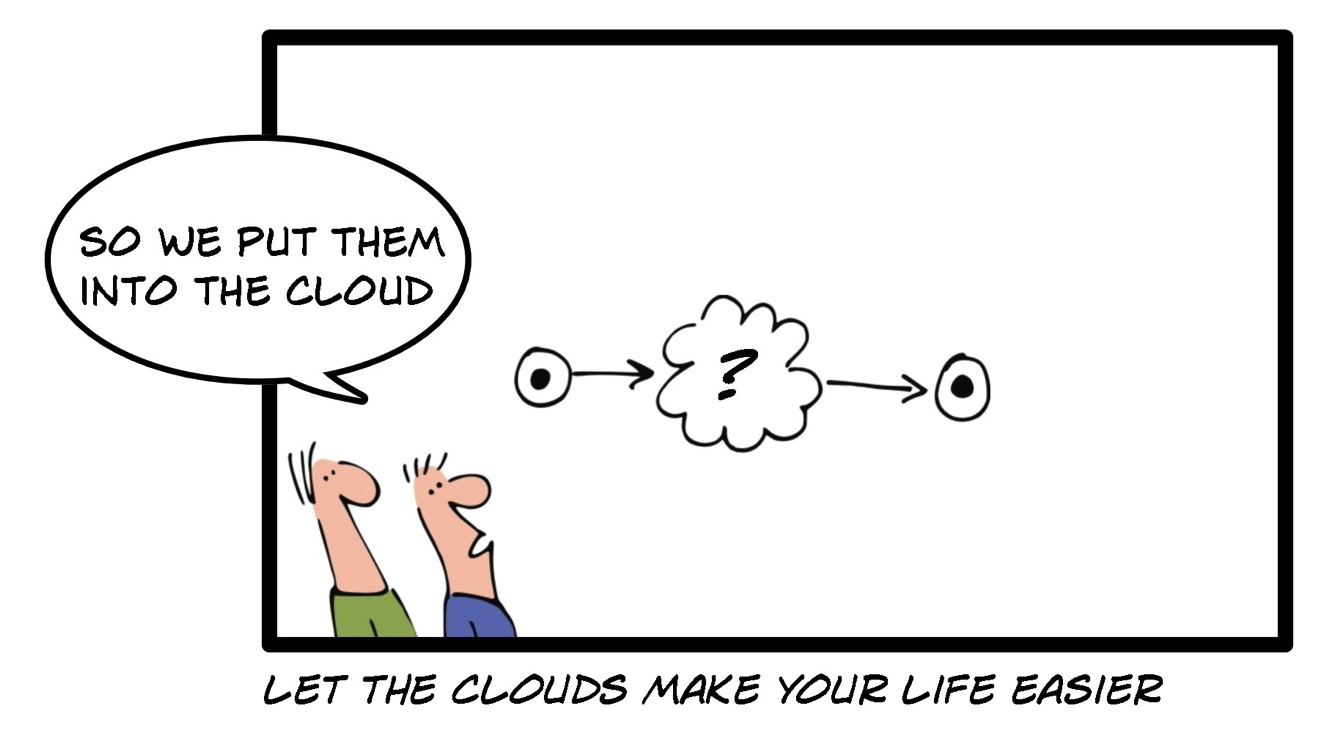 SO WE PUT THEM
INTO THE CLOUD
?
LET THE CLOUDS MAKE YOUR LIFE EASIER